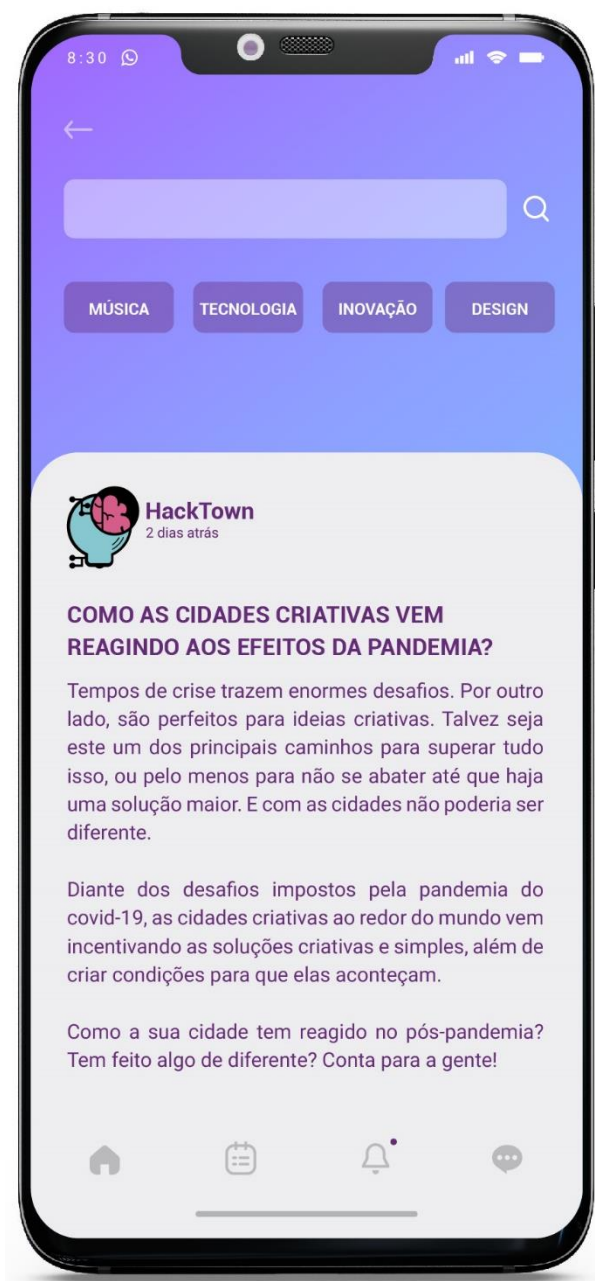 8:30
MÚSICA
TECNOLOGIA
INOVAÇÃO
DESIGN
HackTown
2 dias atrás
COMO AS CIDADES CRIATIVAS VEM
REAGINDO AOS EFEITOS DA PANDEMIA?
Tempos de crise trazem enormes desafios. Por outro
lado, são perfeitos para ideias criativas. Talvez seja
este um dos principais caminhos para superar tudo
isso, ou pelo menos para não se abater até que haja
uma solução maior. E com as cidades não poderia ser
diferente.
Diante dos desafios impostos pela pandemia do
covid-19, as cidades criativas ao redor do mundo vem
incentivando as soluções criativas e simples, além de
criar condições para que elas aconteçam.
Como a sua cidade tem reagido no pós-pandemia?
Tem feito algo de diferente? Conta para a gente!